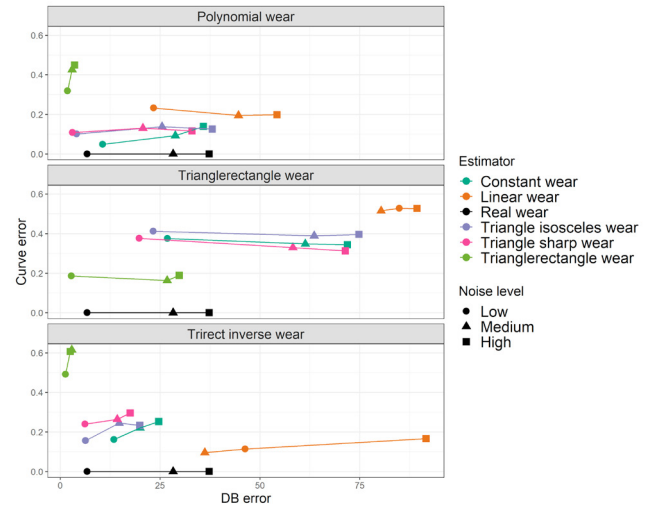 Polynomial wear
0.6
0.4
0.2
0.0
Trianglerectangle wear
0.6
0.4
0.2
0.0
Trirect inverse wear
0.6
0.4
0.2
0.0
0
25
50
75
DB error
Curve error
Estimator
Constant wear
Linear wear
Real wear
Triangle isosceles wear
Triangle sharp wear
Trianglerectangle wear
Noise level
Low
Medium
High